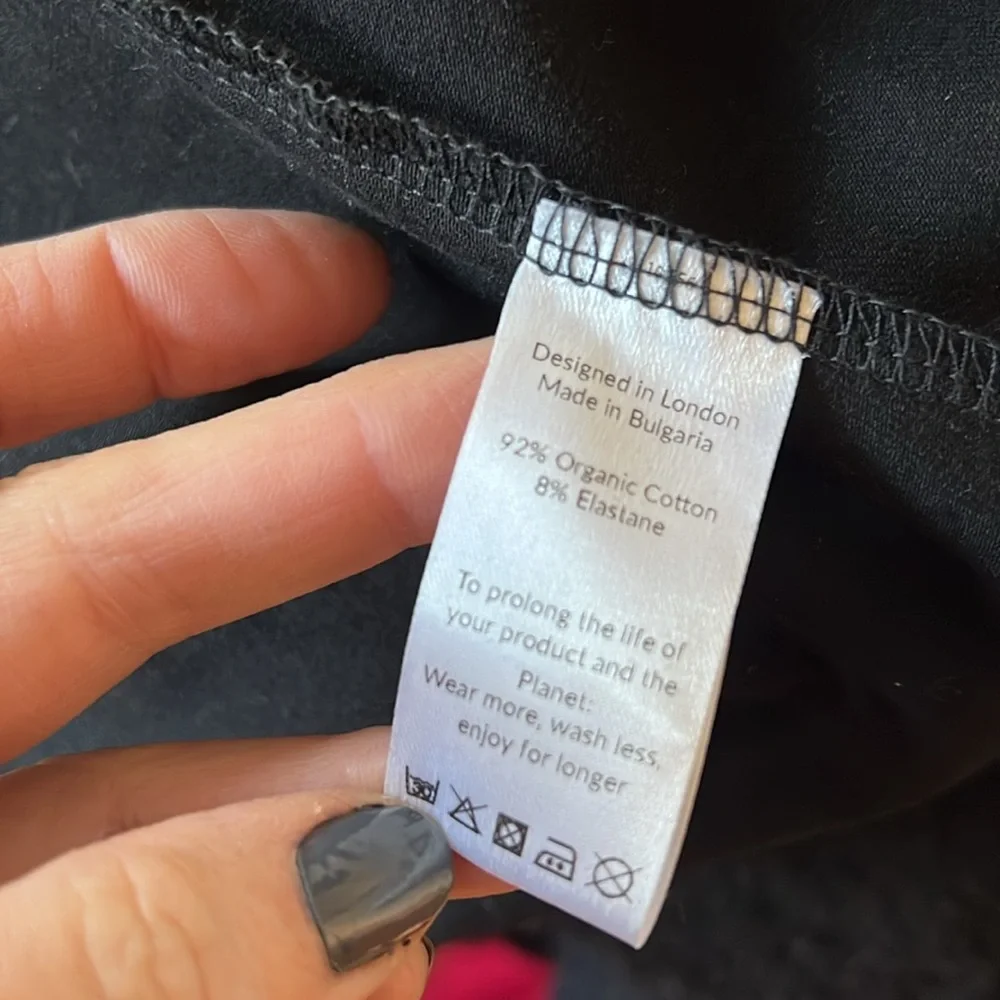 Designed in London
Made in Bulgaria
92% Organic Cotton
8% Elastane
To prolong the life of
your product and the
Planet:
Wear more, wash less,
enjoy for longer
30